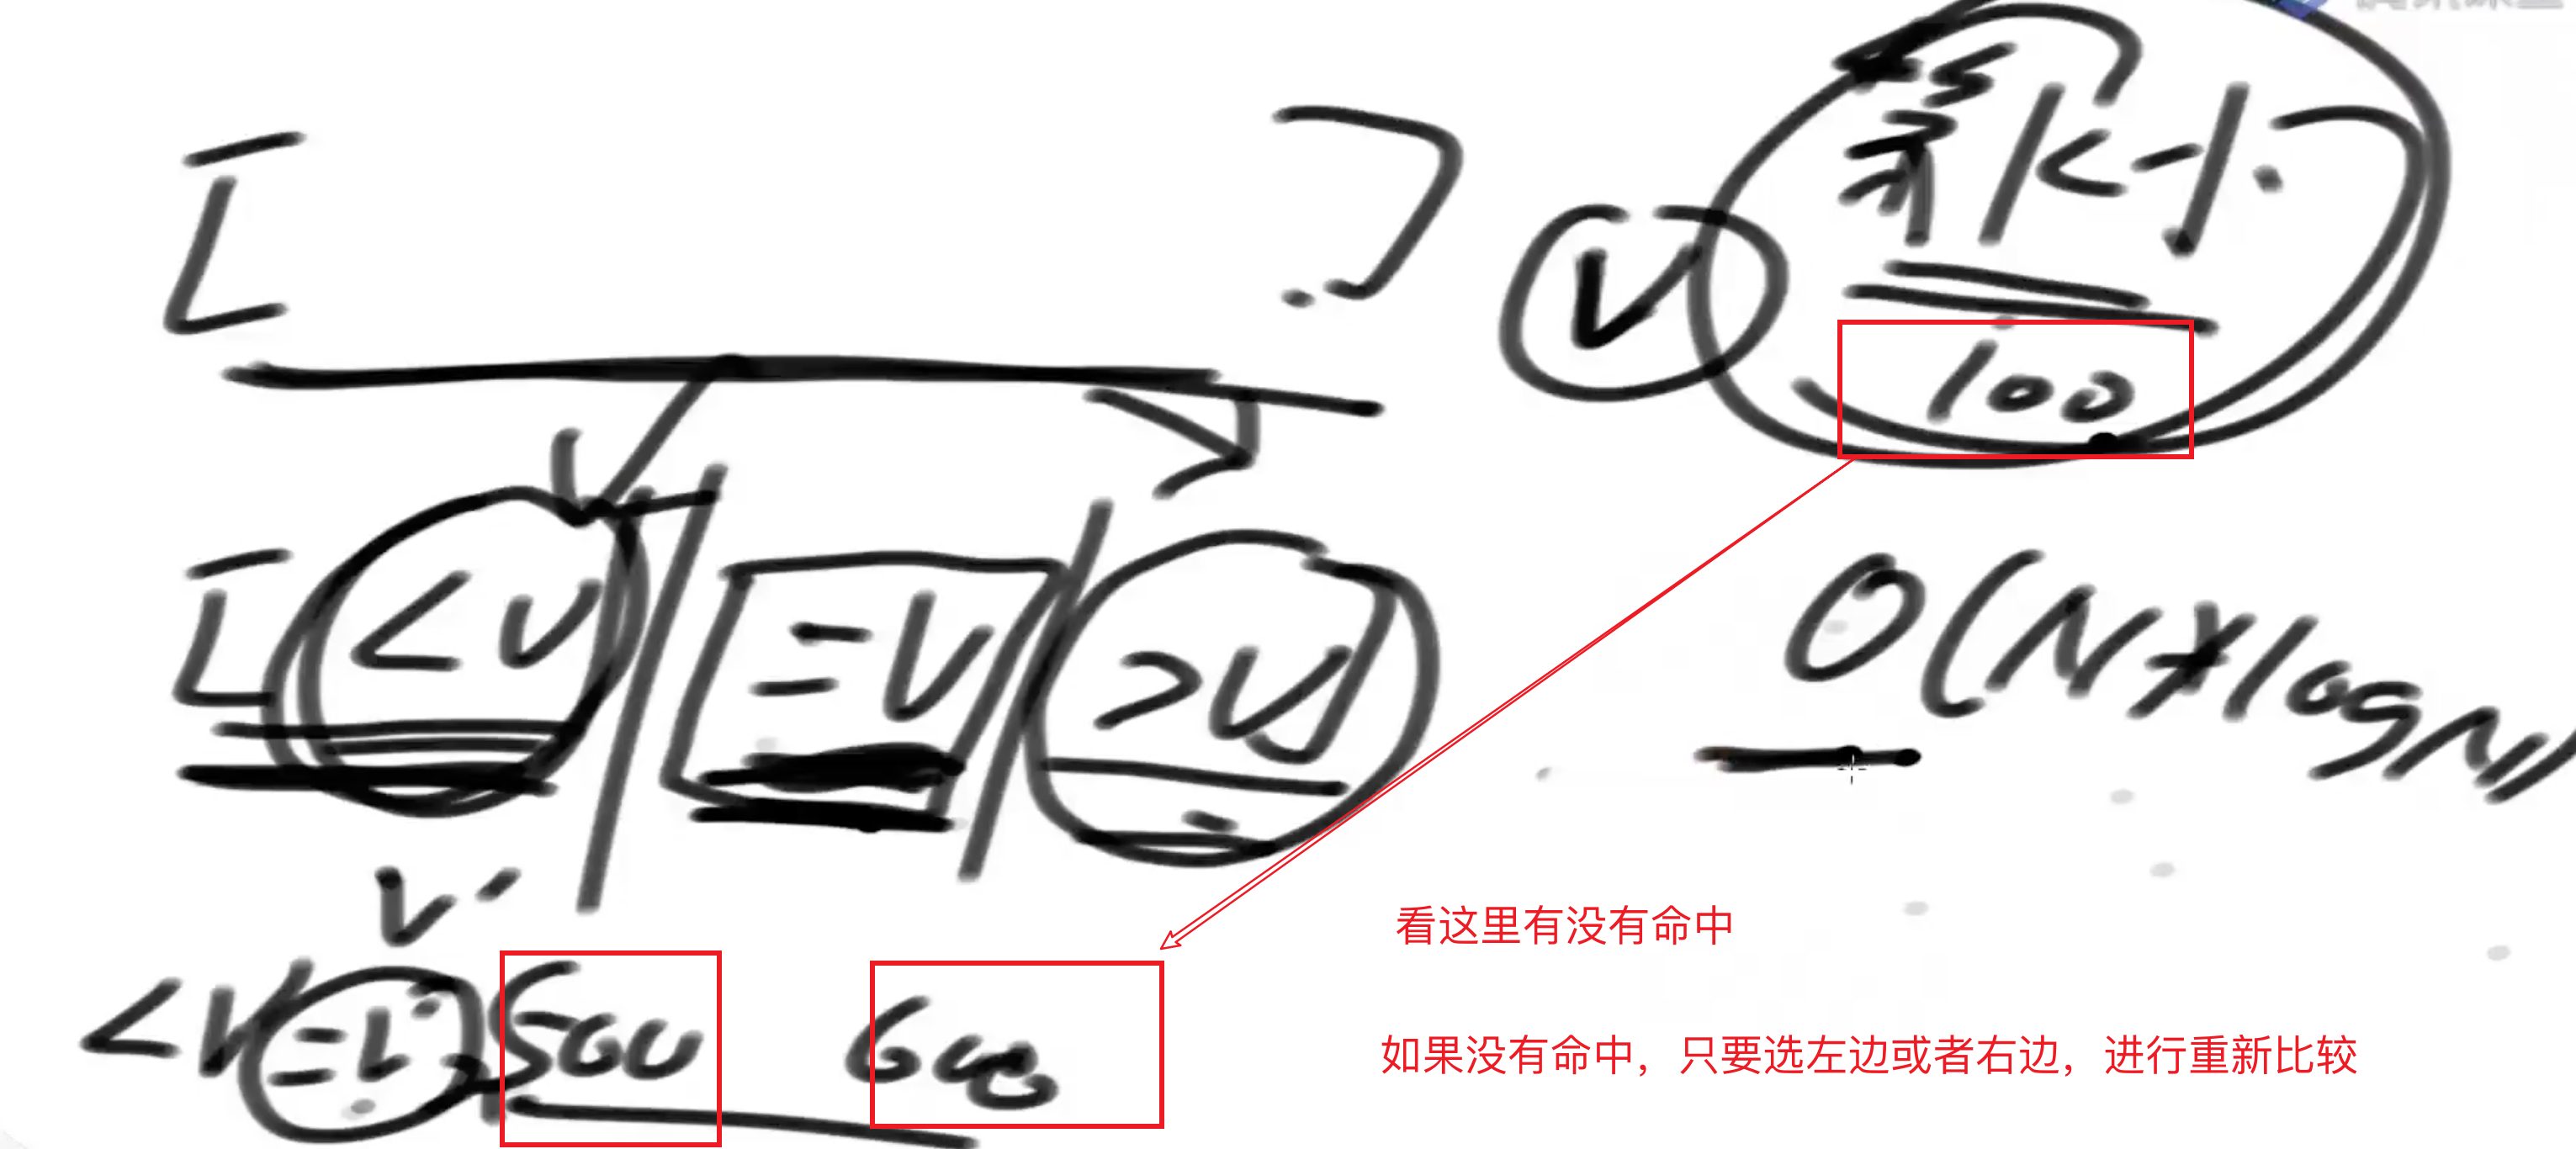 [ ]
第K小
V
100
[ <V =V >V ]
O(N*logN)
V'
<V =V' 500 600
看这里有没有命中
如果没有命中，只要选左边或者右边，进行重新比较